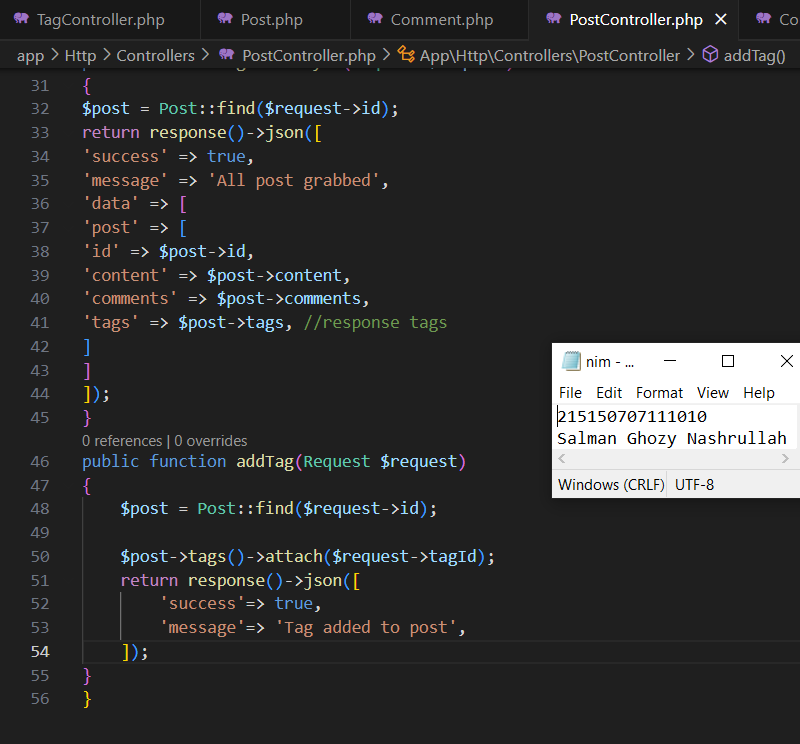 TagController.php Post.php Comment.php PostController.php Co
app > Http > Controllers > PostController.php > App\Http\Controllers\PostController > addTag()
31 {
32 $post = Post::find($request->id);
33 return response()->json([
34 'success' => true,
35 'message' => 'All post grabbed',
36 'data' => [
37 'post' => [
38 'id' => $post->id,
39 'content' => $post->content,
40 'comments' => $post->comments,
41 'tags' => $post->tags, //response tags
42 ]
43 ]
44 ]);
45 }
0 references | 0 overrides
46 public function addTag(Request $request)
47 {
48 $post = Post::find($request->id);
49
50 $post->tags()->attach($request->tagId);
51 return response()->json([
52 'success'=> true,
53 'message'=> 'Tag added to post',
54 ]);
55 }
56 }
nim - ...
File Edit Format View Help
215150707111010
Salman Ghozy Nashrullah
Windows (CRLF) UTF-8